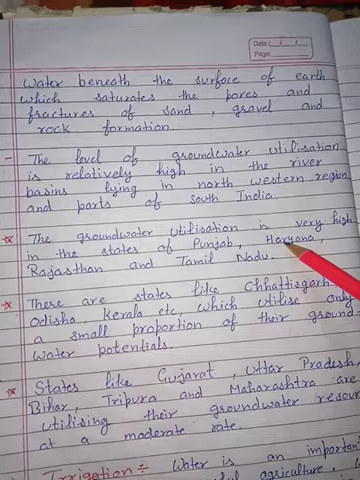 Date: / /
Page:
Water beneath the surface of earth
which saturates the pores and
fractures of sand, gravel and
rock formation.
- The level of groundwater utilisation
is relatively high in the river
basins lying in north western region
and parts of south India
* The groundwater utilisation is very high
in the states of Punjab, Haryana,
Rajasthan and Tamil Nadu.
* There are states like Chhattisgarh,
Odisha Kerala etc, which utilise only
a small proportion of their ground-
water potentials.
* States like Gujarat, Uttar Pradesh,
Bihar, Tripura and Maharashtra are
utilising their groundwater resour
at a moderate rate.
Irrigation ÷ Water is an important
agriculture,